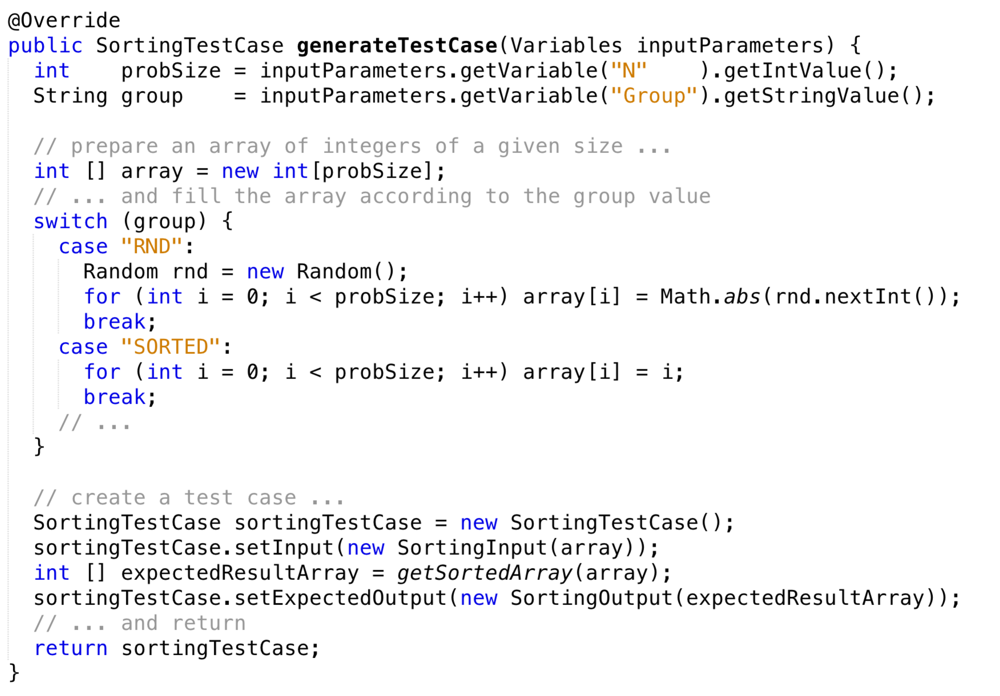 @Override
public SortingTestCase generateTestCase(Variables inputParameters) {
  int    probSize = inputParameters.getVariable("N"    ).getIntValue();
  String group    = inputParameters.getVariable("Group").getStringValue();

  // prepare an array of integers of a given size ...
  int [] array = new int[probSize];
  // ... and fill the array according to the group value
  switch (group) {
    case "RND":
      Random rnd = new Random();
      for (int i = 0; i < probSize; i++) array[i] = Math.abs(rnd.nextInt());
      break;
    case "SORTED":
      for (int i = 0; i < probSize; i++) array[i] = i;
      break;
    // ...
  }

  // create a test case ...
  SortingTestCase sortingTestCase = new SortingTestCase();
  sortingTestCase.setInput(new SortingInput(array));
  int [] expectedResultArray = getSortedArray(array);
  sortingTestCase.setExpectedOutput(new SortingOutput(expectedResultArray));
  // ... and return
  return sortingTestCase;
}